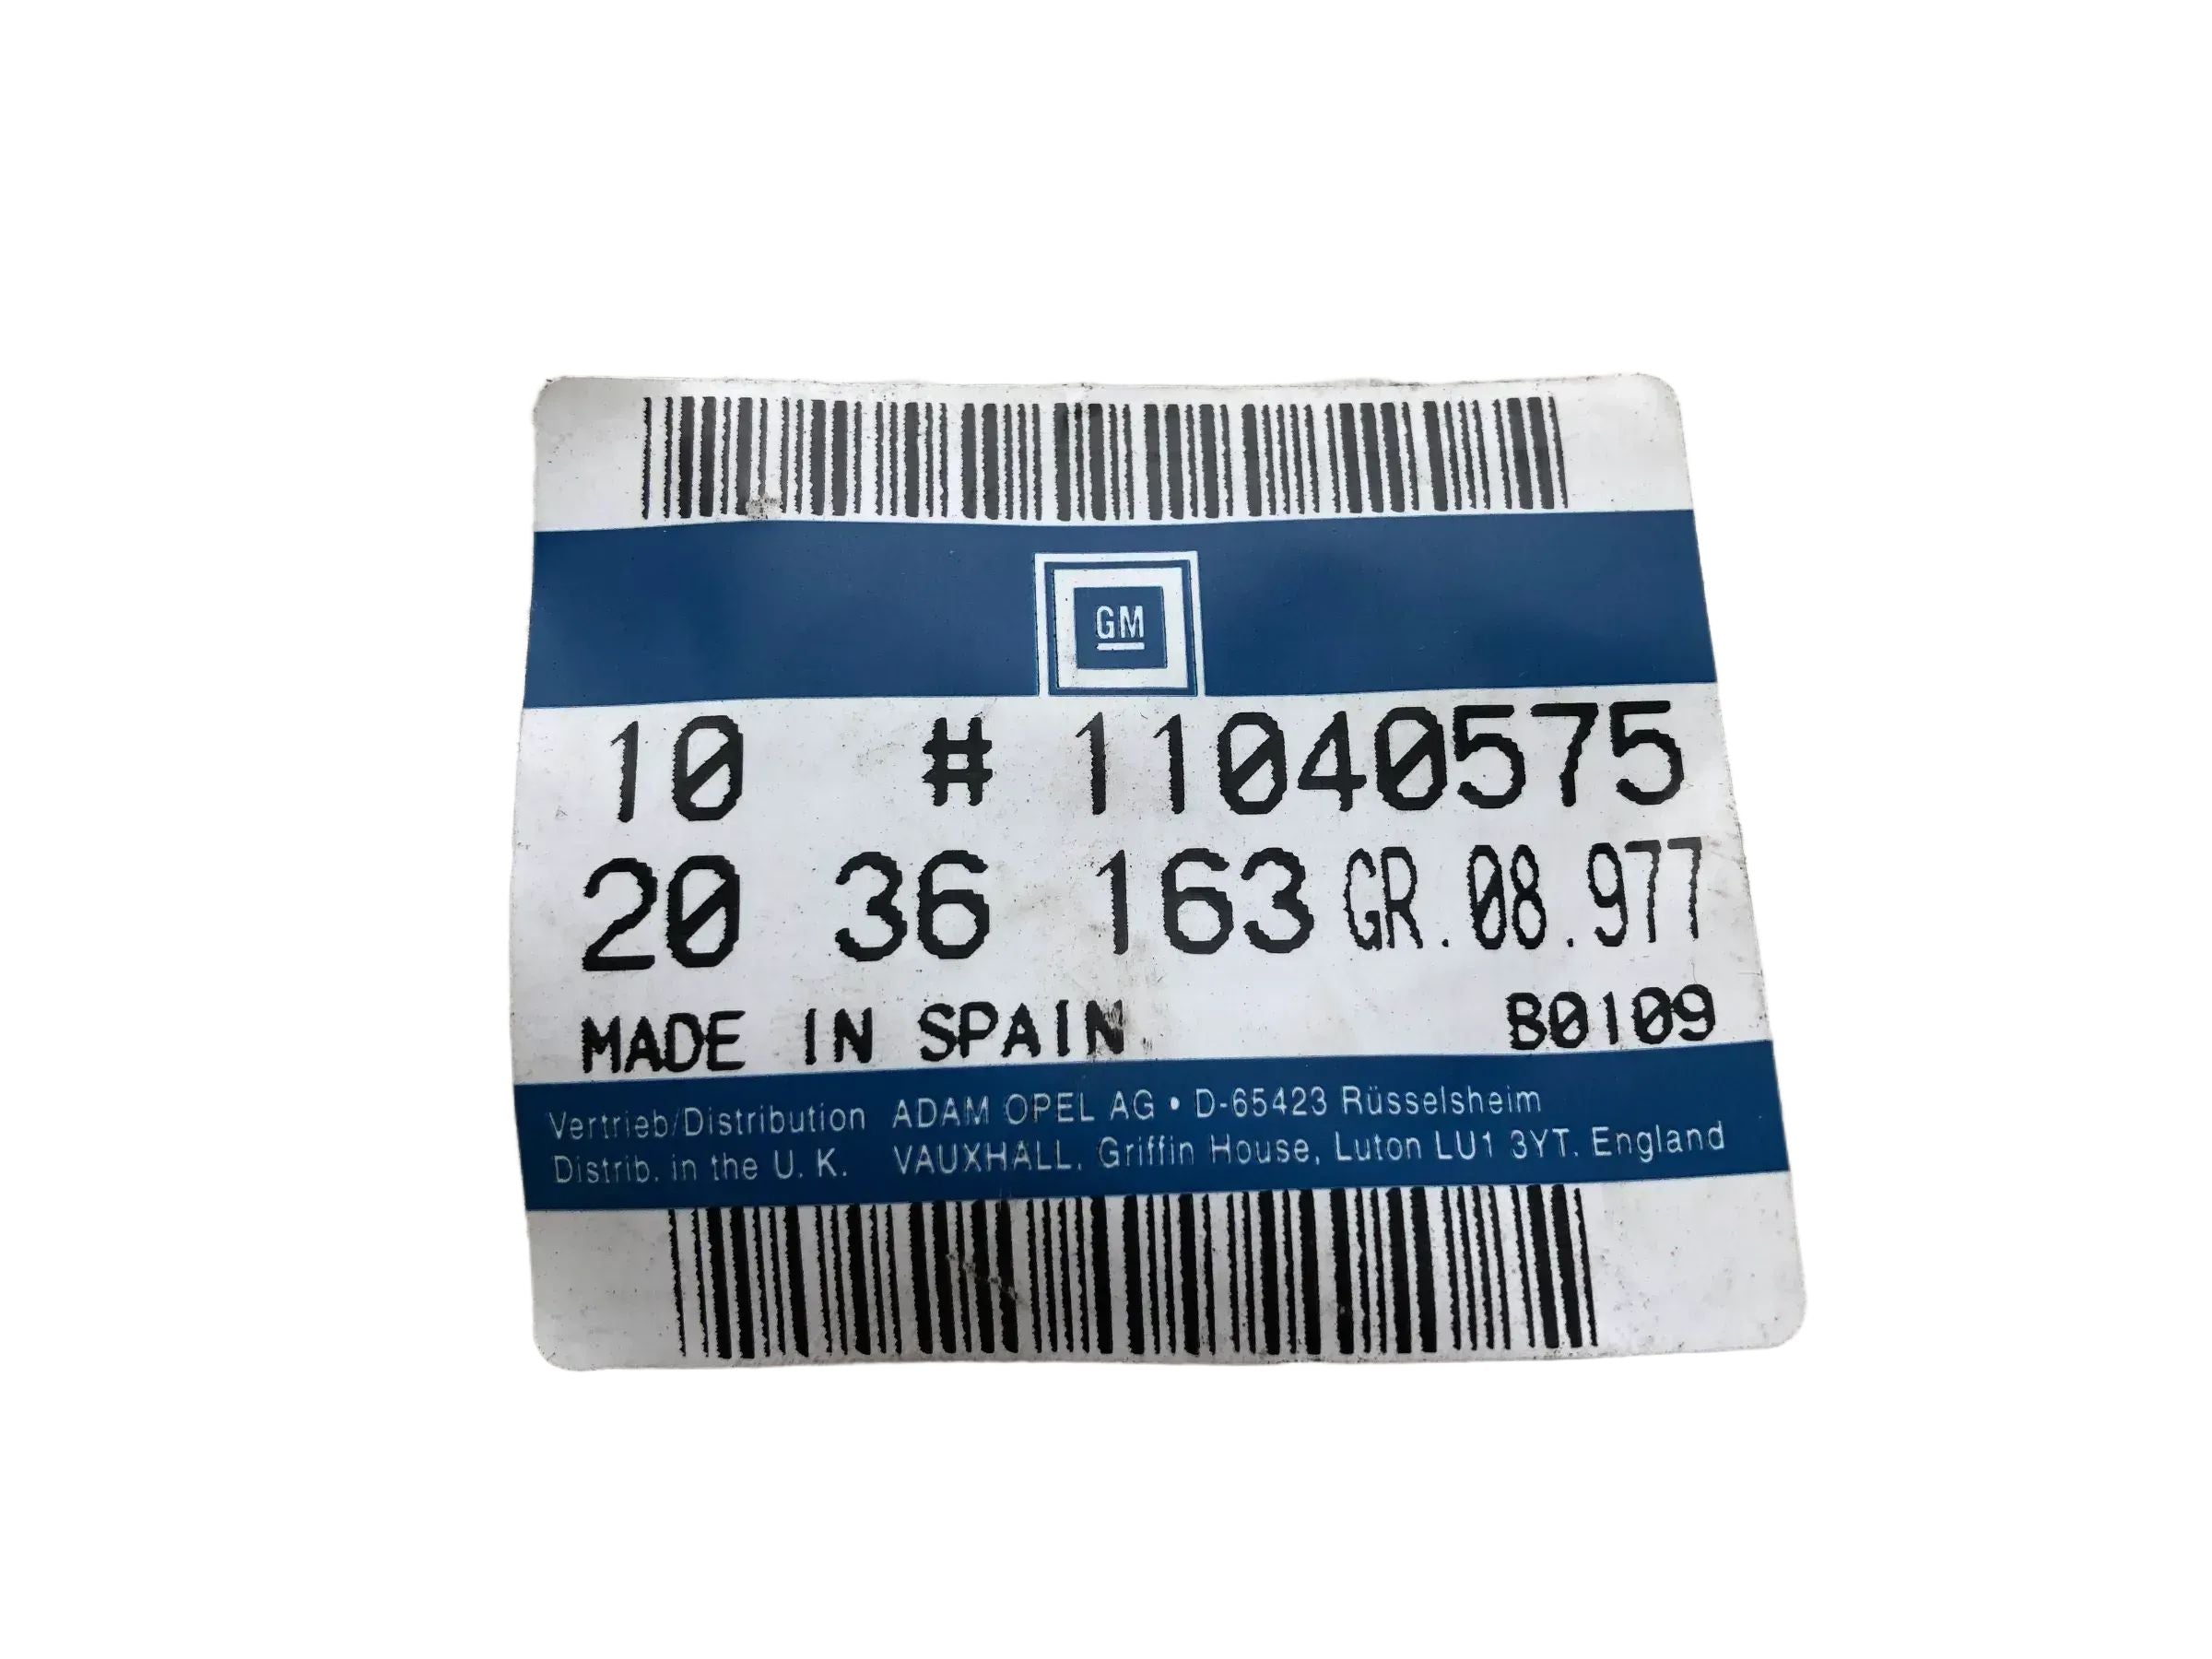 GM
10 # 11040575
20 36 163 GR.08.977
MADE IN SPAIN B0109
Vertrieb/Distribution ADAM OPEL AG • D-65423 Rüsselsheim
Distrib. in the U. K. VAUXHALL, Griffin House, Luton LU1 3YT. England